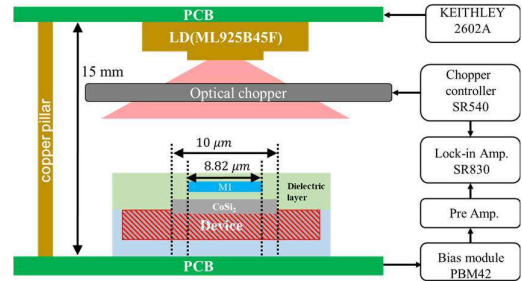 PCB
LD(ML925B45F)
15 mm
Optical chopper
copper pillar
10 μm
8.82 μm
M1
Dielectric
layer
CoSi₂
Device
PCB
KEITHLEY
2602A
Chopper
controller
SR540
Lock-in Amp.
SR830
Pre Amp.
Bias module
PBM42